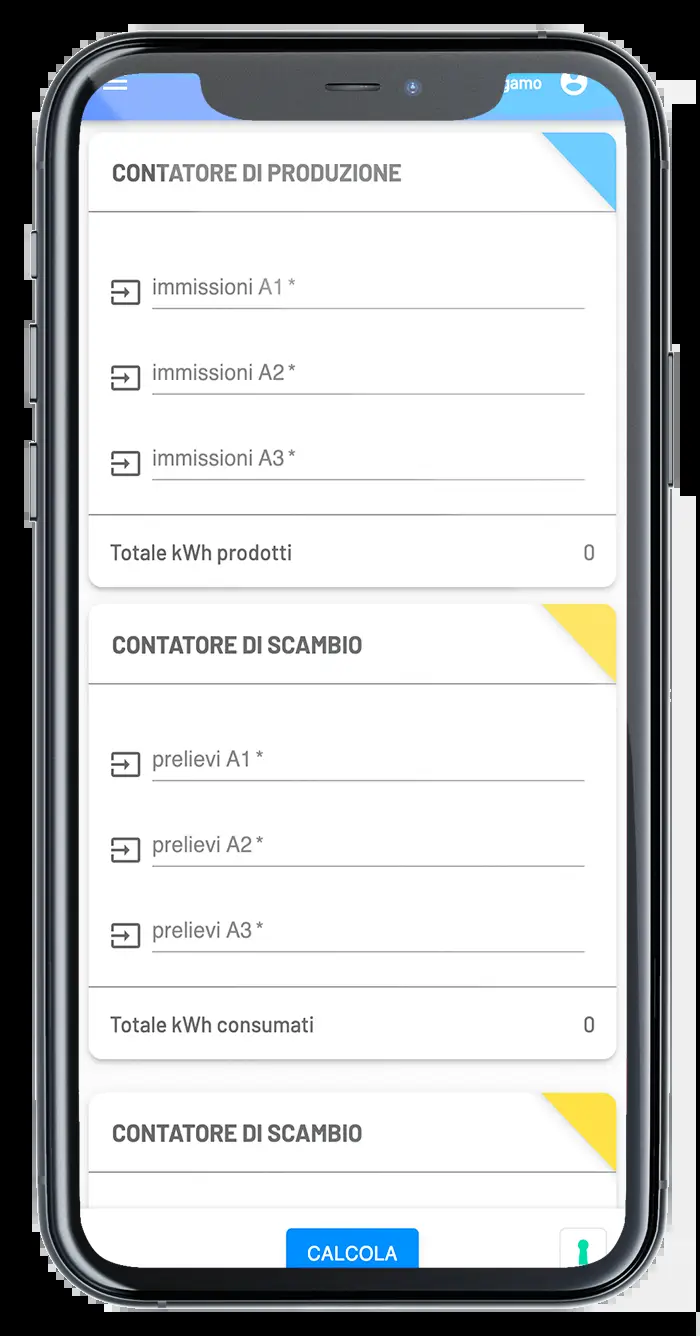 CONTATORE DI PRODUZIONE
immissioni A1 *
immissioni A2 *
immissioni A3 *
Totale kWh prodotti 0
CONTATORE DI SCAMBIO
prelievi A1 *
prelievi A2 *
prelievi A3 *
Totale kWh consumati 0
CONTATORE DI SCAMBIO
CALCOLA